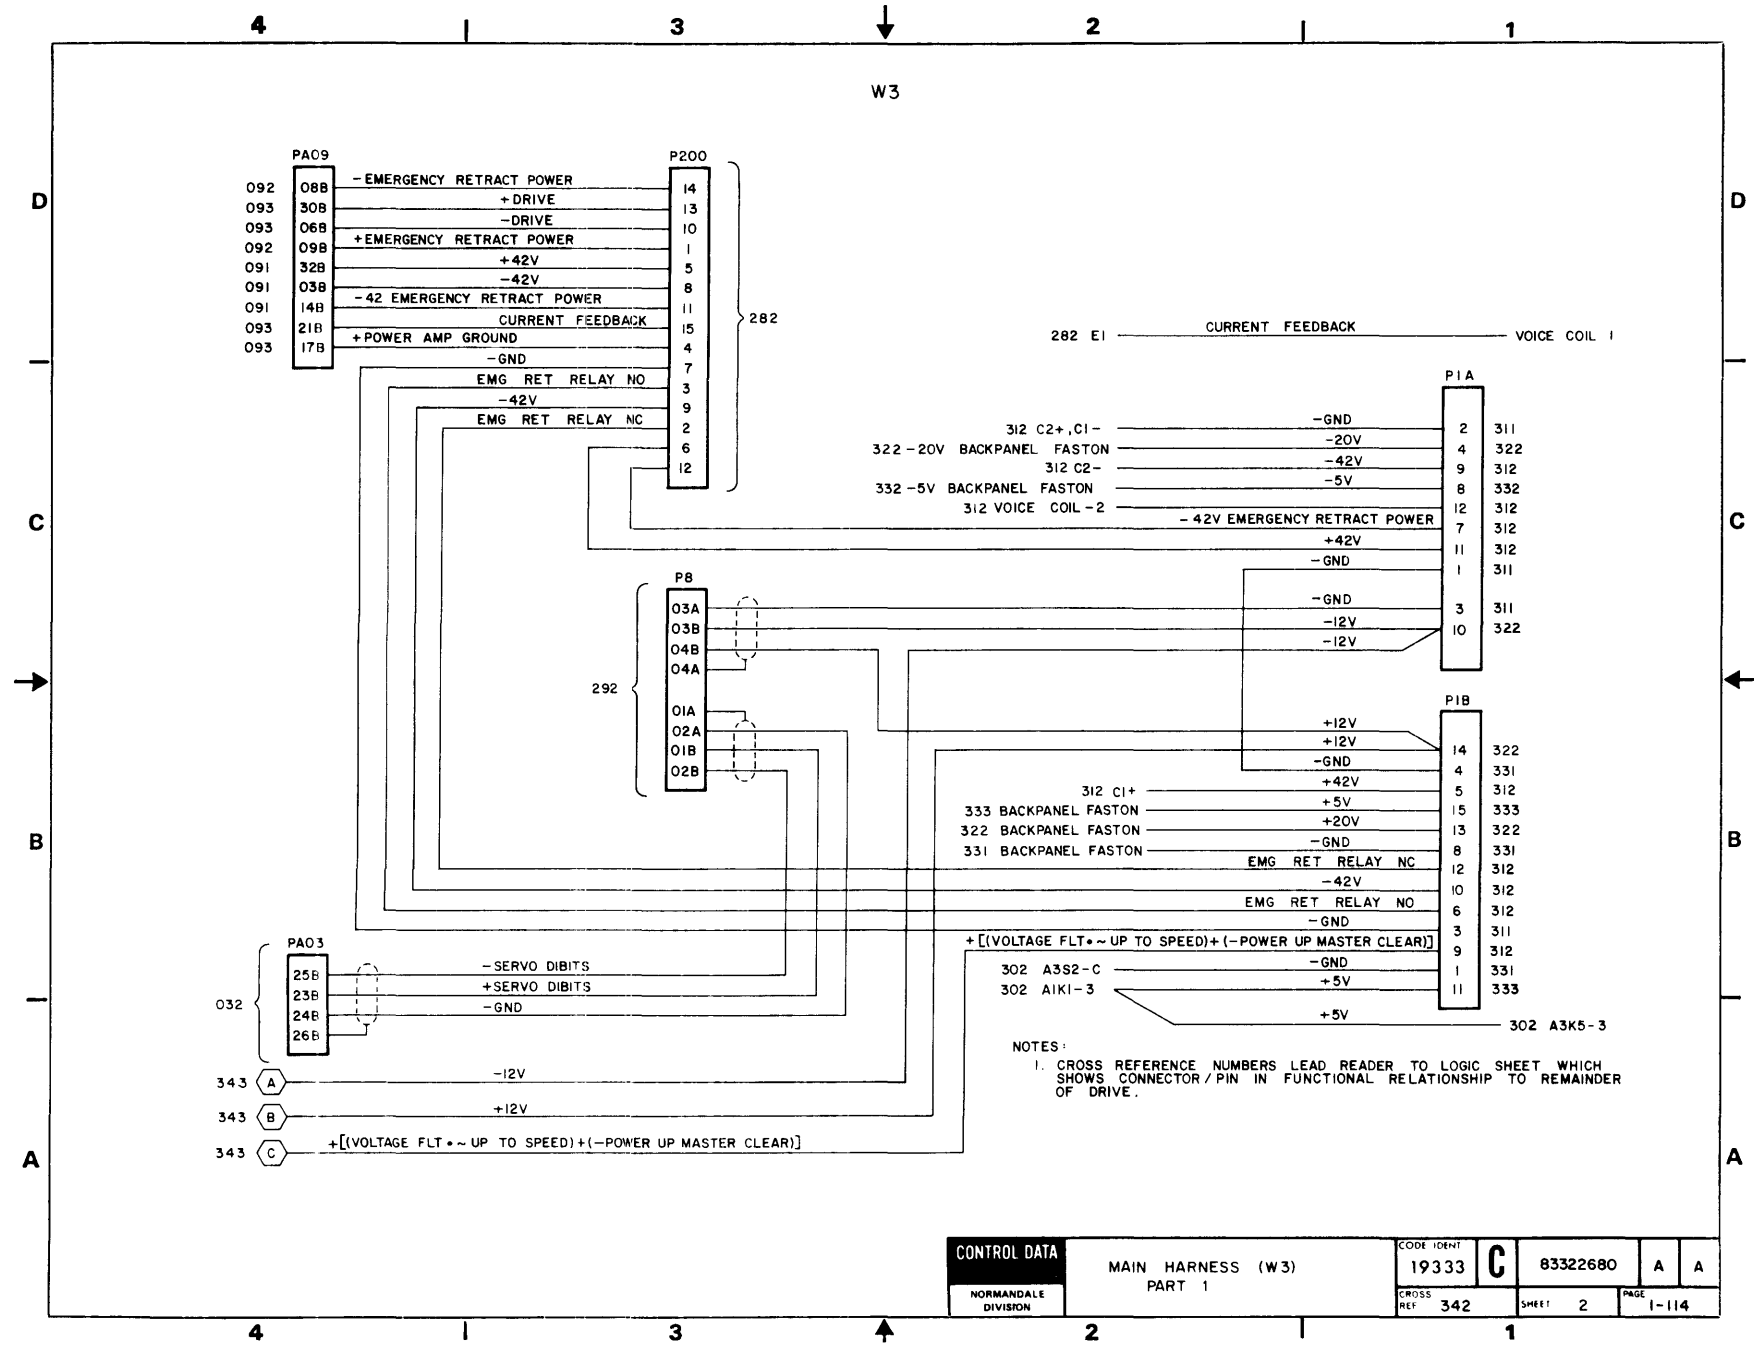 4 3 2 1
W3
PA09
092 08B -EMERGENCY RETRACT POWER
093 30B +DRIVE
093 06B -DRIVE
092 09B +EMERGENCY RETRACT POWER
091 32B +42V
091 03B -42V
091 14B -42 EMERGENCY RETRACT POWER
093 21B CURRENT FEEDBACK
093 17B +POWER AMP GROUND
-GND
EMG RET RELAY NO
-42V
EMG RET RELAY NC
P200
14
13
10
1
5
8
11
15
4
7
3
9
2
6
12
282
282 E1 CURRENT FEEDBACK VOICE COIL 1
P1A
312 C2+,C1- -GND 2 311
322 -20V BACKPANEL FASTON -20V 4 322
312 C2- -42V 9 312
332 -5V BACKPANEL FASTON -5V 8 332
312 VOICE COIL -2 12 312
-42V EMERGENCY RETRACT POWER 7 312
+42V 11 312
-GND 1 311
-GND 3 311
-12V 10 322
-12V
P8
03A
03B
04B
04A
292
01A
02A
01B
02B
P1B
+12V
+12V 14 322
-GND 4 331
312 C1+ +42V 5 312
333 BACKPANEL FASTON +5V 15 333
322 BACKPANEL FASTON +20V 13 322
331 BACKPANEL FASTON -GND 8 331
EMG RET RELAY NC 12 312
-42V 10 312
EMG RET RELAY NO 6 312
-GND 3 311
+[(VOLTAGE FLT•~UP TO SPEED)+(-POWER UP MASTER CLEAR)] 9 312
302 A3S2-C -GND 1 331
302 A1K1-3 +5V 11 333
+5V 302 A3K5-3
PA03
25B -SERVO DIBITS
23B +SERVO DIBITS
032
24B -GND
26B
343 A -12V
343 B +12V
343 C +[(VOLTAGE FLT•~UP TO SPEED)+(-POWER UP MASTER CLEAR)]
NOTES:
1. CROSS REFERENCE NUMBERS LEAD READER TO LOGIC SHEET WHICH
SHOWS CONNECTOR/PIN IN FUNCTIONAL RELATIONSHIP TO REMAINDER
OF DRIVE.
D D
C C
B B
A A
CONTROL DATA
NORMANDALE
DIVISION
MAIN HARNESS (W3)
PART 1
CODE IDENT
19333 C 83322680 A A
CROSS
REF 342 SHEET 2 PAGE 1-114
4 3 2 1